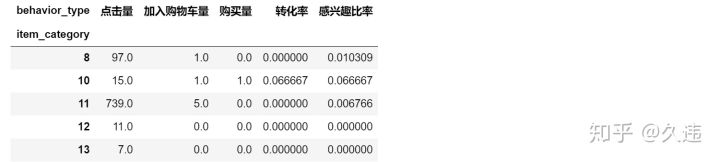 behavior_type 点击量 加入购物车量 购买量 转化率 感兴趣比率
item_category
8 97.0 1.0 0.0 0.000000 0.010309
10 15.0 1.0 1.0 0.066667 0.066667
11 739.0 5.0 0.0 0.000000 0.006766
12 11.0 0.0 0.0 0.000000 0.000000
13 7.0 0.0 0.0 0.000000 0.000000
知乎 @久违